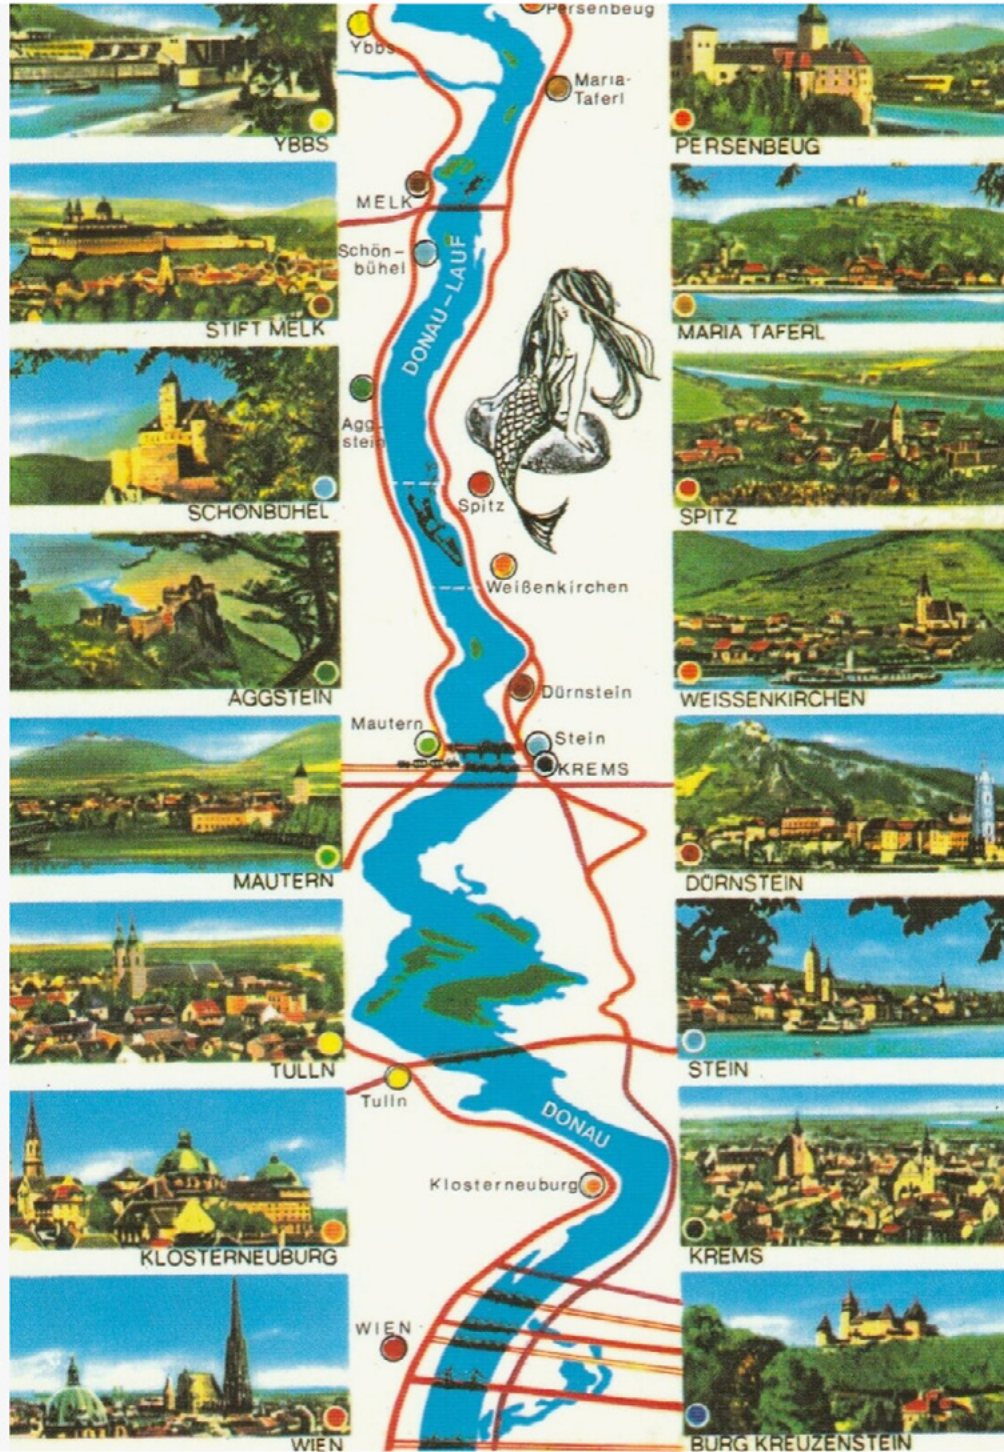 Persenbeug
Ybbs
Maria-
Taferl
YBBS
PERSENBEUG
MELK
Schön-
bühel
DONAU-LAUF
STIFT MELK
MARIA TAFERL
Agg-
stein
Spitz
SCHÖNBÜHEL
SPITZ
Weißenkirchen
AGGSTEIN
WEISSENKIRCHEN
Dürnstein
Mautern
Stein
KREMS
MAUTERN
DÜRNSTEIN
TULLN
STEIN
Tulln
DONAU
Klosterneuburg
KLOSTERNEUBURG
KREMS
WIEN
WIEN
BURG KREUZENSTEIN